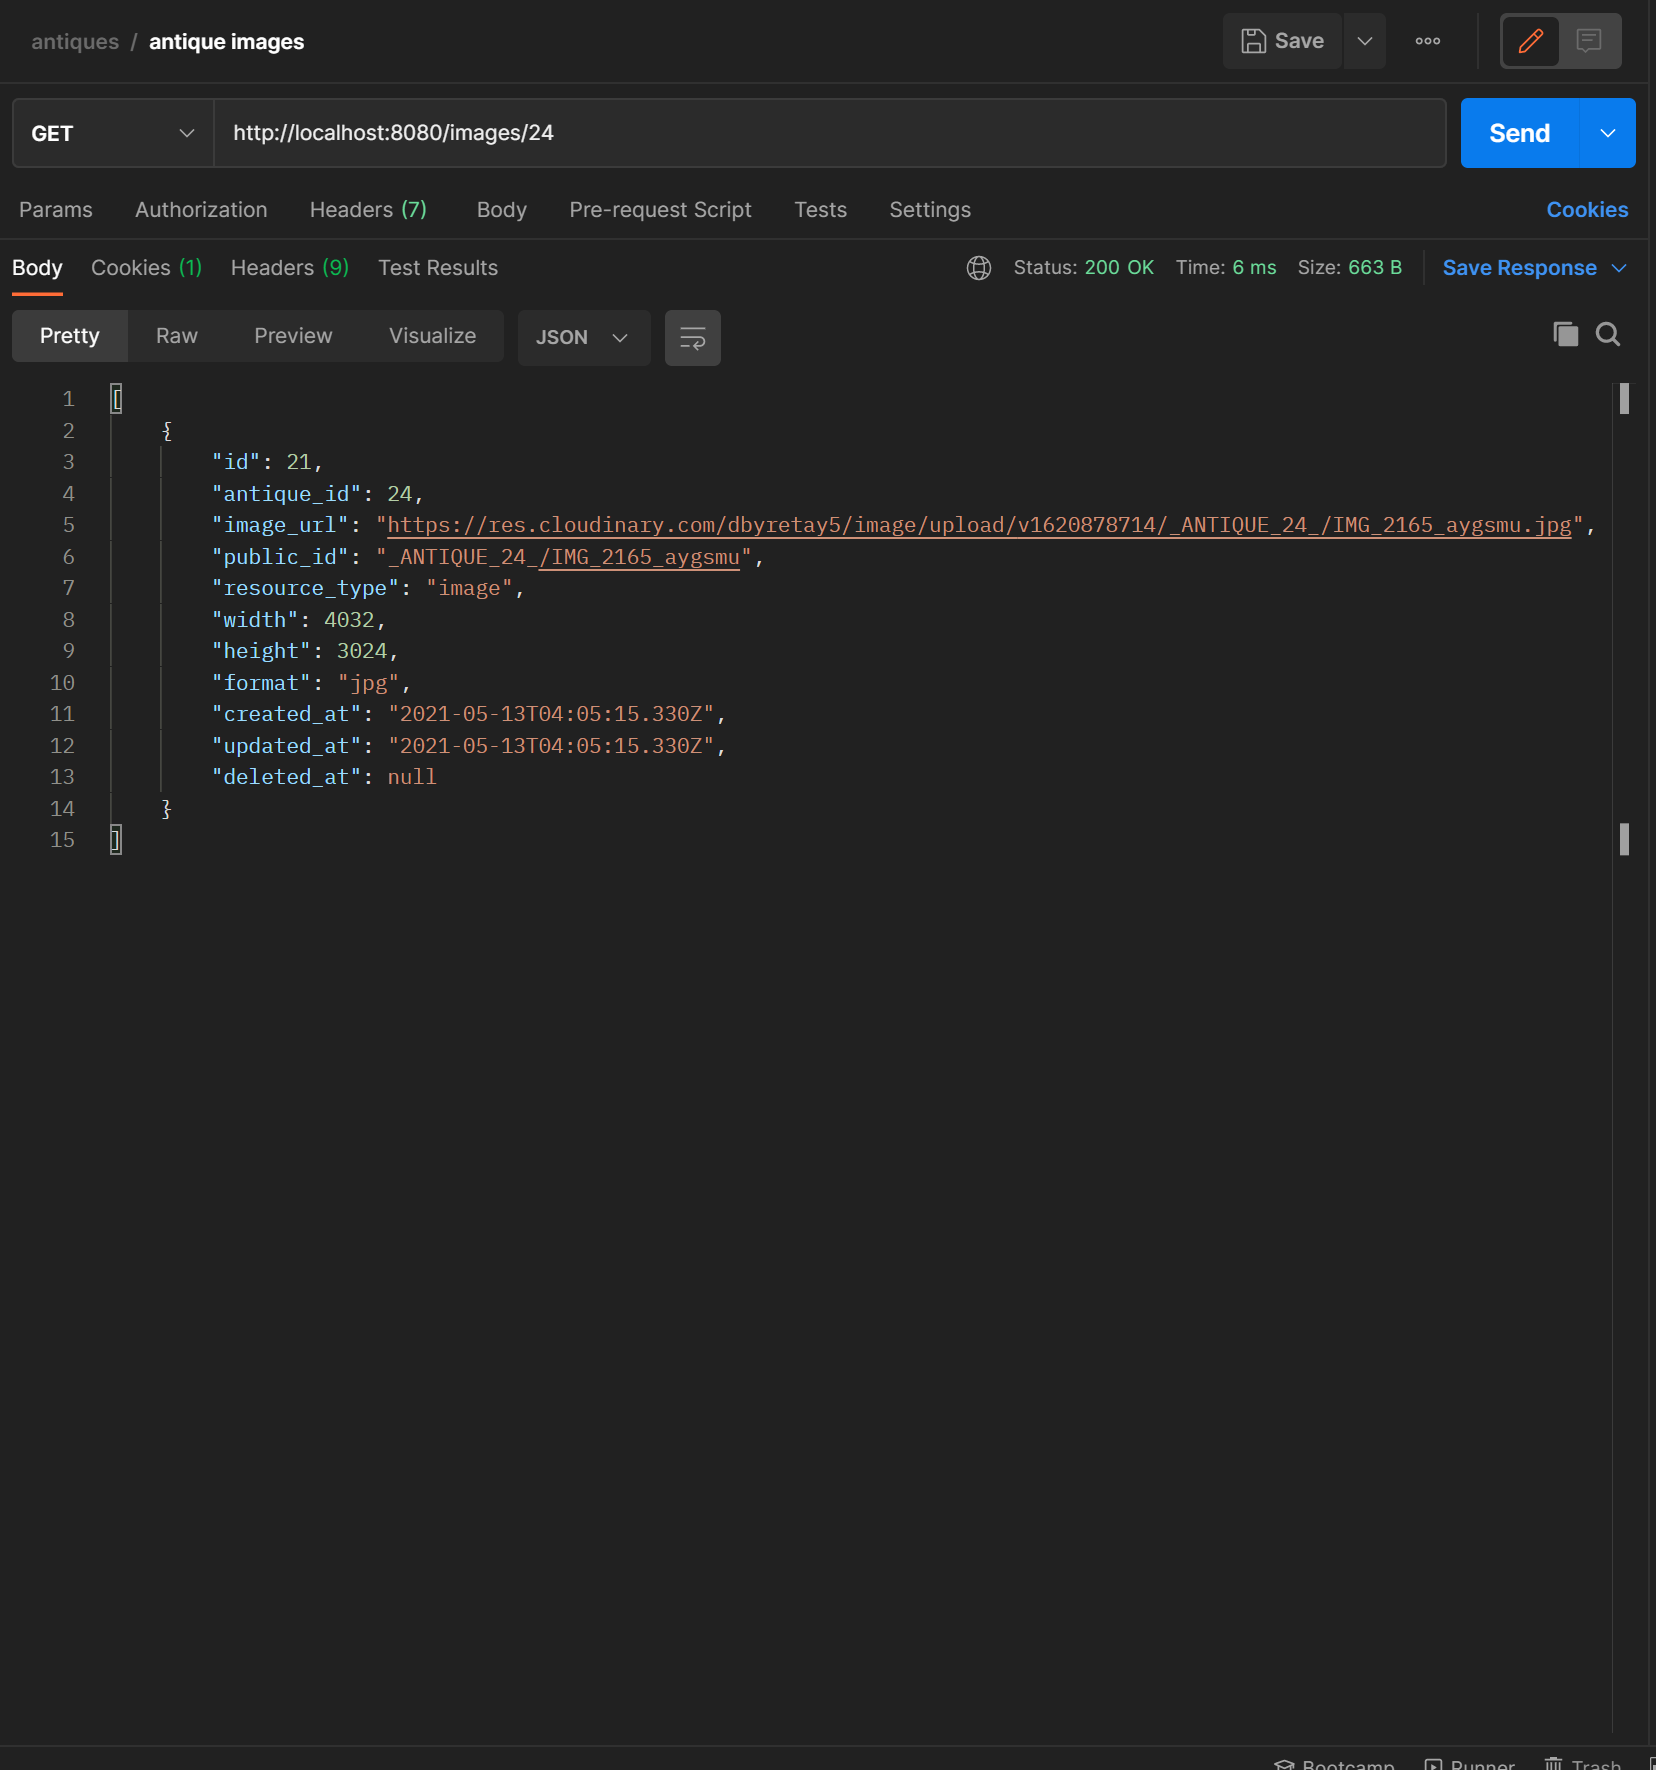 antiques / antique images
Save
GET http://localhost:8080/images/24
Send
Params Authorization Headers (7) Body Pre-request Script Tests Settings Cookies
Body Cookies (1) Headers (9) Test Results Status: 200 OK Time: 6 ms Size: 663 B Save Response
Pretty Raw Preview Visualize JSON
1 [
2 {
3 "id": 21,
4 "antique_id": 24,
5 "image_url": "https://res.cloudinary.com/dbyretay5/image/upload/v1620878714/_ANTIQUE_24_/IMG_2165_aygsmu.jpg",
6 "public_id": "_ANTIQUE_24_/IMG_2165_aygsmu",
7 "resource_type": "image",
8 "width": 4032,
9 "height": 3024,
10 "format": "jpg",
11 "created_at": "2021-05-13T04:05:15.330Z",
12 "updated_at": "2021-05-13T04:05:15.330Z",
13 "deleted_at": null
14 }
15 ]
Bootcamp Runner Trash